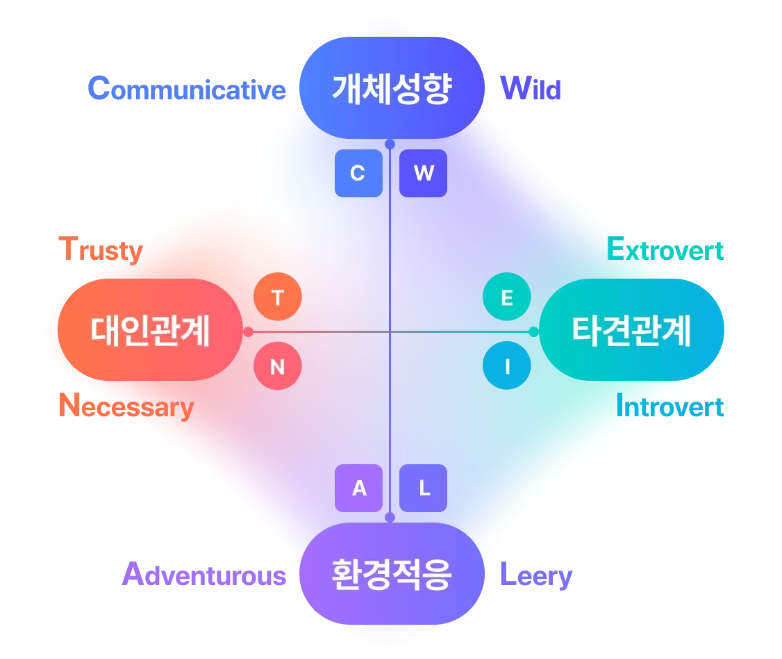 Communicative
개체성향
Wild
C
W
Trusty
Extrovert
T
E
대인관계
타견관계
N
I
Necessary
Introvert
A
L
Adventurous
환경적응
Leery